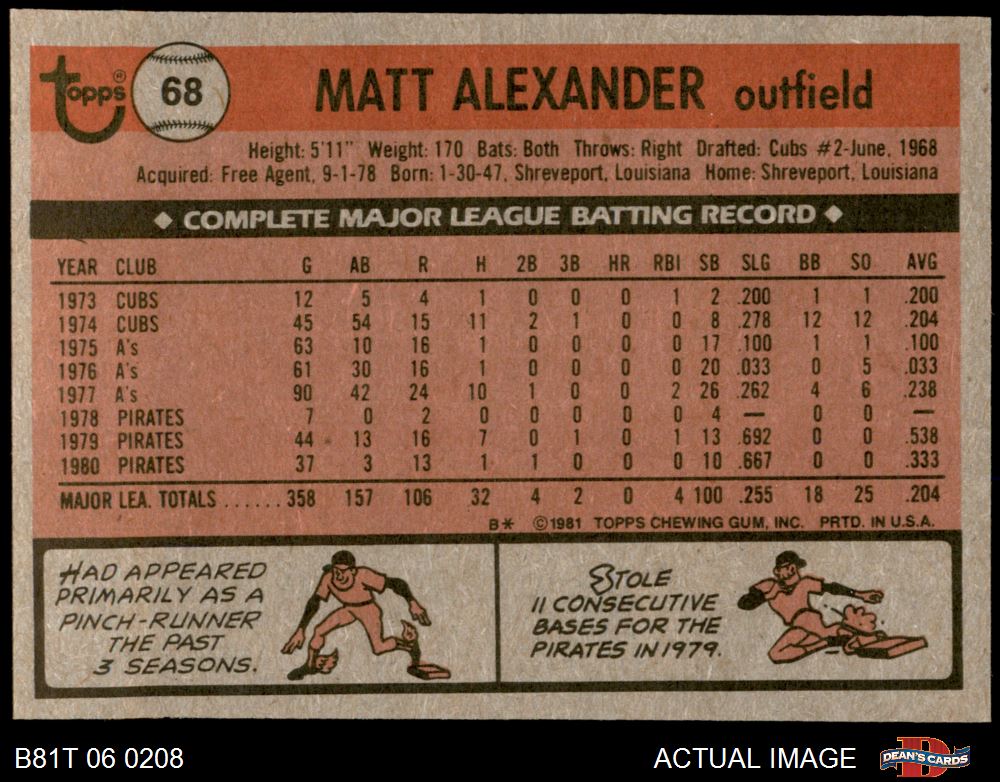 topps® 68 MATT ALEXANDER outfield
Height: 5'11" Weight: 170 Bats: Both Throws: Right Drafted: Cubs #2-June, 1968
Acquired: Free Agent, 9-1-78 Born: 1-30-47, Shreveport, Louisiana Home: Shreveport, Louisiana
◆ COMPLETE MAJOR LEAGUE BATTING RECORD ◆
YEAR CLUB G AB R H 2B 3B HR RBI SB SLG BB SO AVG
1973 CUBS 12 5 4 1 0 0 0 1 2 .200 1 1 .200
1974 CUBS 45 54 15 11 2 1 0 0 8 .278 12 12 .204
1975 A's 63 10 16 1 0 0 0 0 17 .100 1 1 .100
1976 A's 61 30 16 1 0 0 0 0 20 .033 0 5 .033
1977 A's 90 42 24 10 1 0 0 2 26 .262 4 6 .238
1978 PIRATES 7 0 2 0 0 0 0 0 4 — 0 0 —
1979 PIRATES 44 13 16 7 0 1 0 1 13 .692 0 0 .538
1980 PIRATES 37 3 13 1 1 0 0 0 10 .667 0 0 .333
MAJOR LEA. TOTALS ...... 358 157 106 32 4 2 0 4 100 .255 18 25 .204
B* ©1981 TOPPS CHEWING GUM, INC. PRTD. IN U.S.A.
HAD APPEARED
PRIMARILY AS A
PINCH-RUNNER
THE PAST
3 SEASONS.
STOLE
11 CONSECUTIVE
BASES FOR THE
PIRATES IN 1979.
B81T 06 0208 ACTUAL IMAGE D DEAN'S CARDS